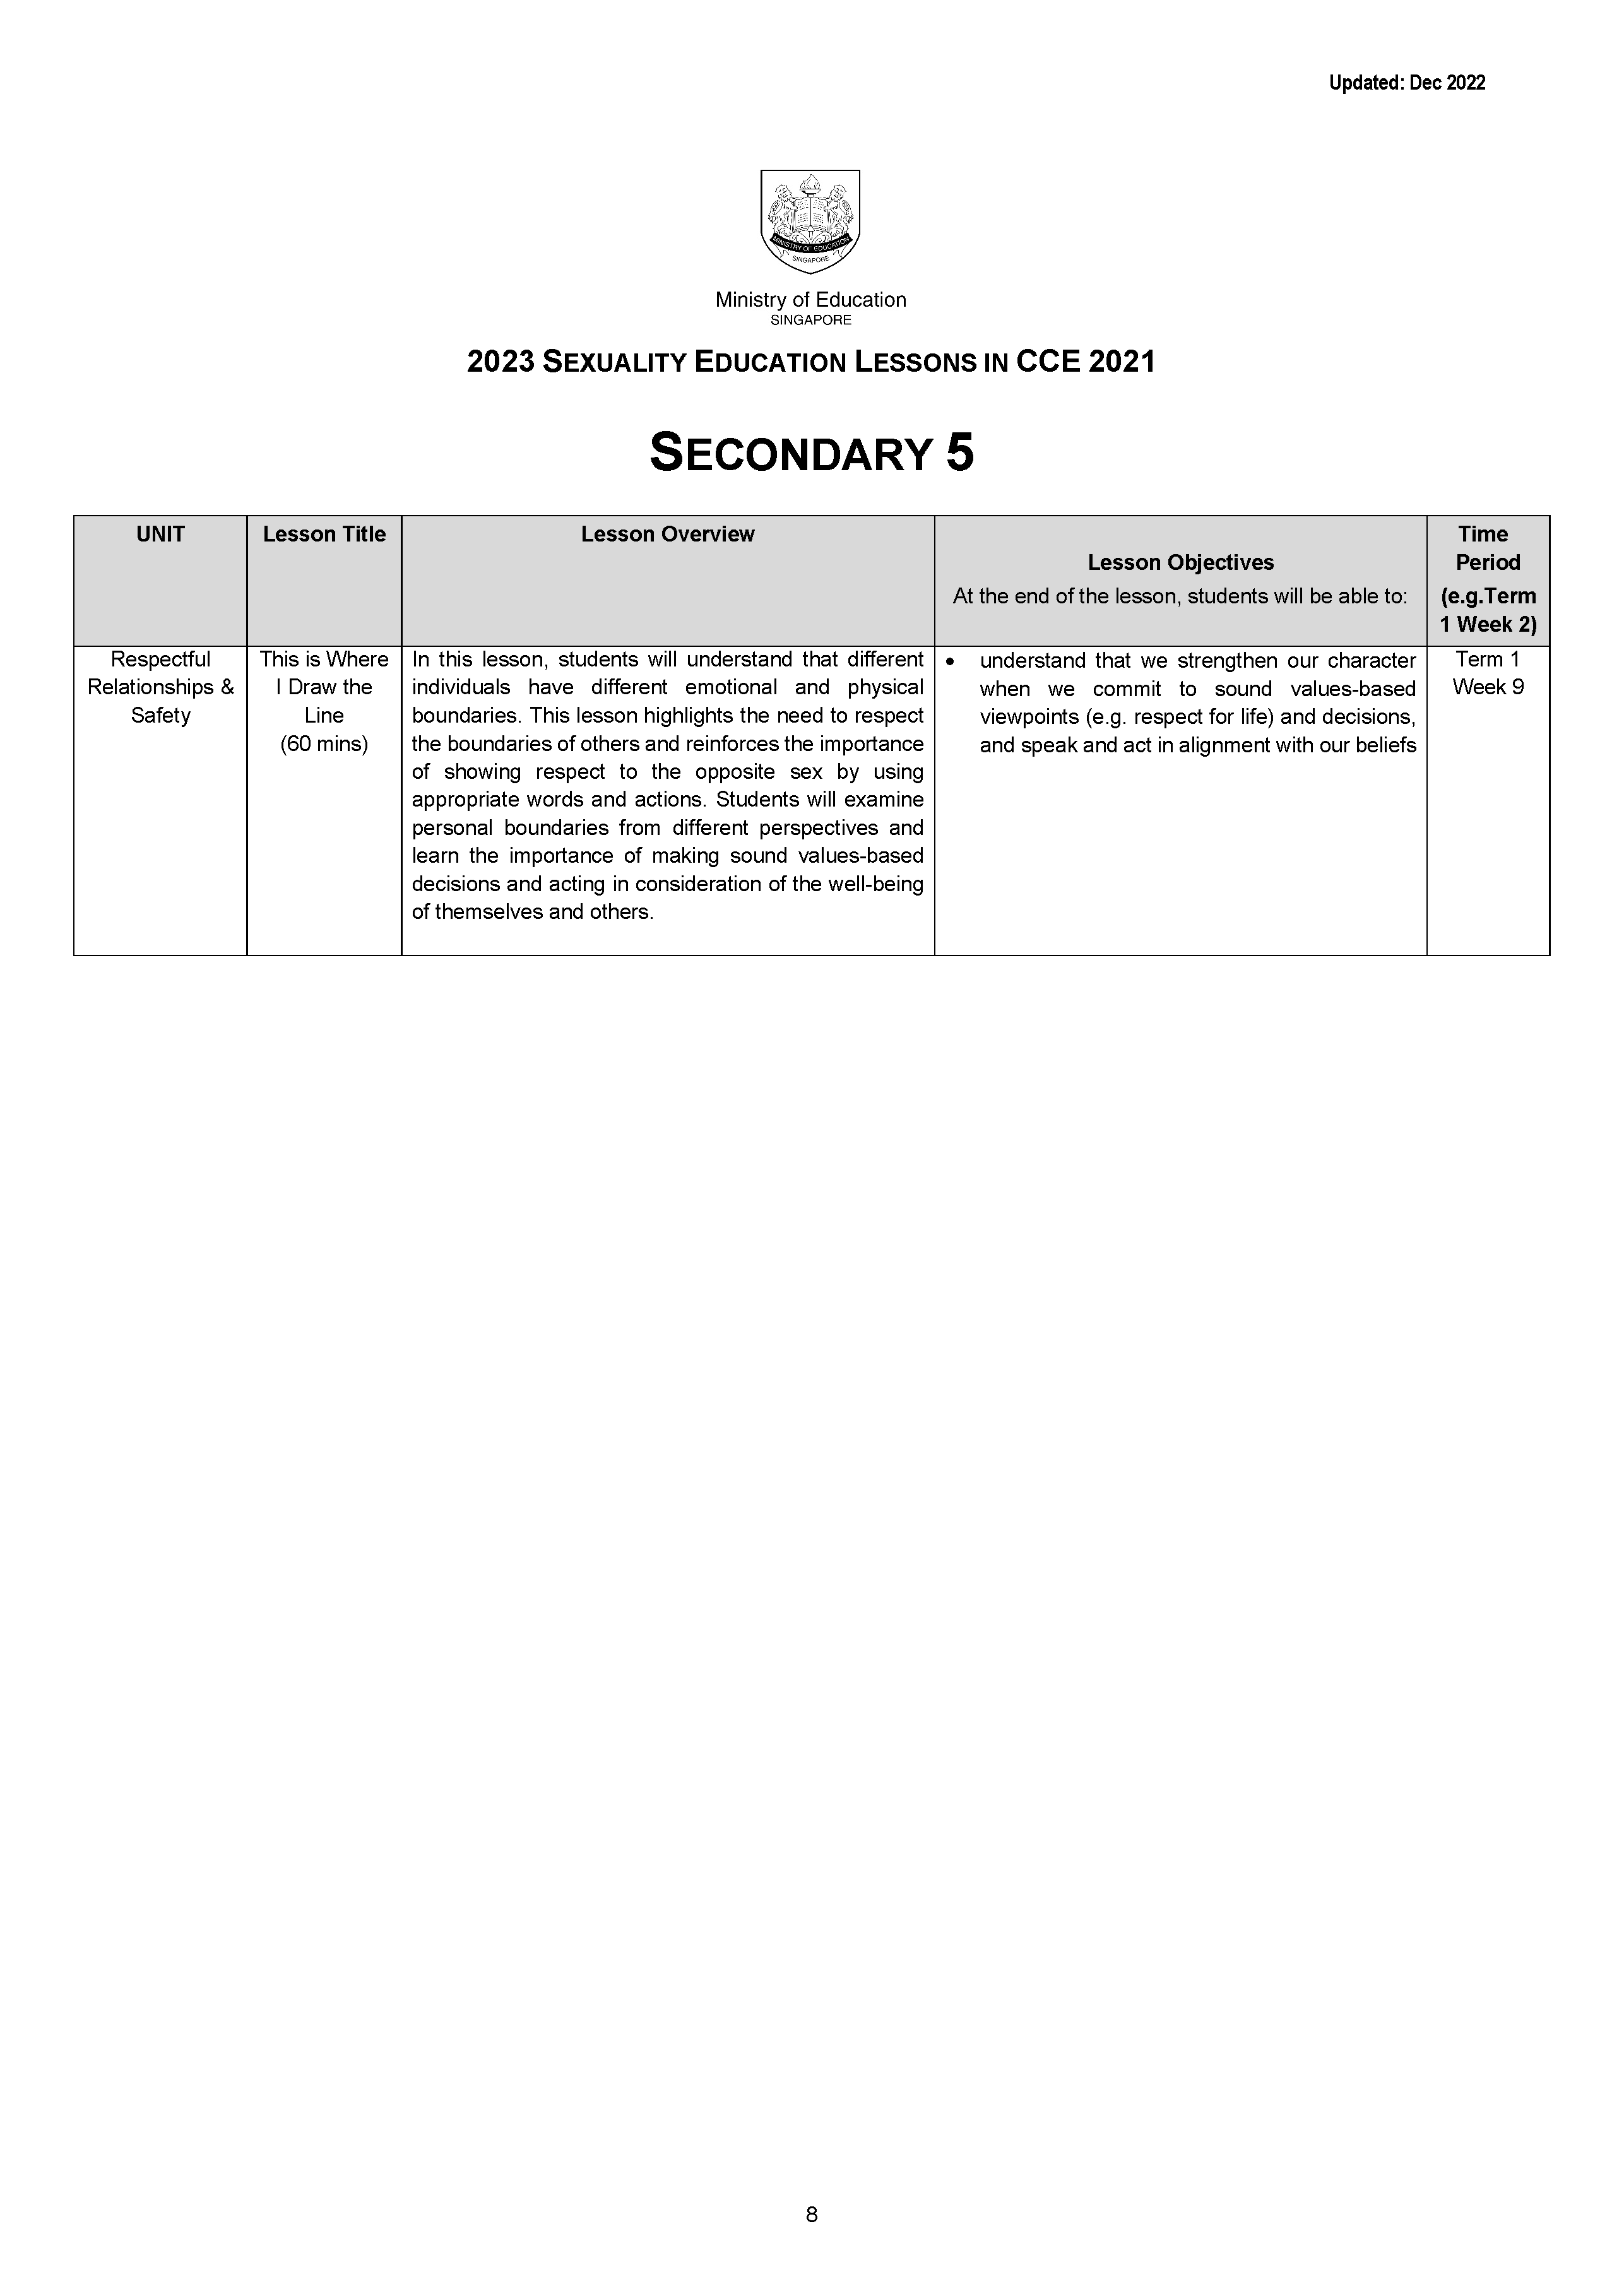 Updated: Dec 2022
MINISTRY OF EDUCATION
SINGAPORE
Ministry of Education
SINGAPORE
2023 SEXUALITY EDUCATION LESSONS IN CCE 2021
SECONDARY 5
UNIT
Lesson Title
Lesson Overview
Lesson Objectives
At the end of the lesson, students will be able to:
Time
Period
(e.g.Term
1 Week 2)
Respectful
Relationships &
Safety
This is Where
I Draw the
Line
(60 mins)
In this lesson, students will understand that different
individuals have different emotional and physical
boundaries. This lesson highlights the need to respect
the boundaries of others and reinforces the importance
of showing respect to the opposite sex by using
appropriate words and actions. Students will examine
personal boundaries from different perspectives and
learn the importance of making sound values-based
decisions and acting in consideration of the well-being
of themselves and others.
• understand that we strengthen our character
when we commit to sound values-based
viewpoints (e.g. respect for life) and decisions,
and speak and act in alignment with our beliefs
Term 1
Week 9
8